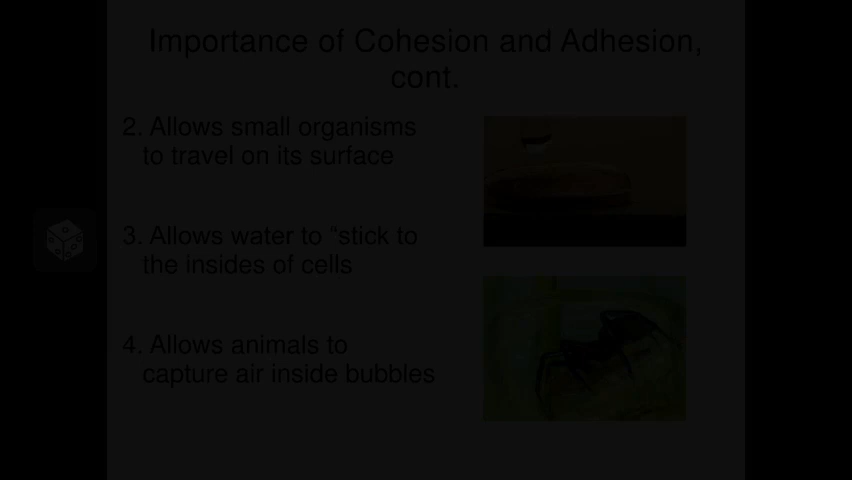 Importance of Cohesion and Adhesion,
cont.
2. Allows small organisms
to travel on its surface
3. Allows water to “stick to
the insides of cells
4. Allows animals to
capture air inside bubbles